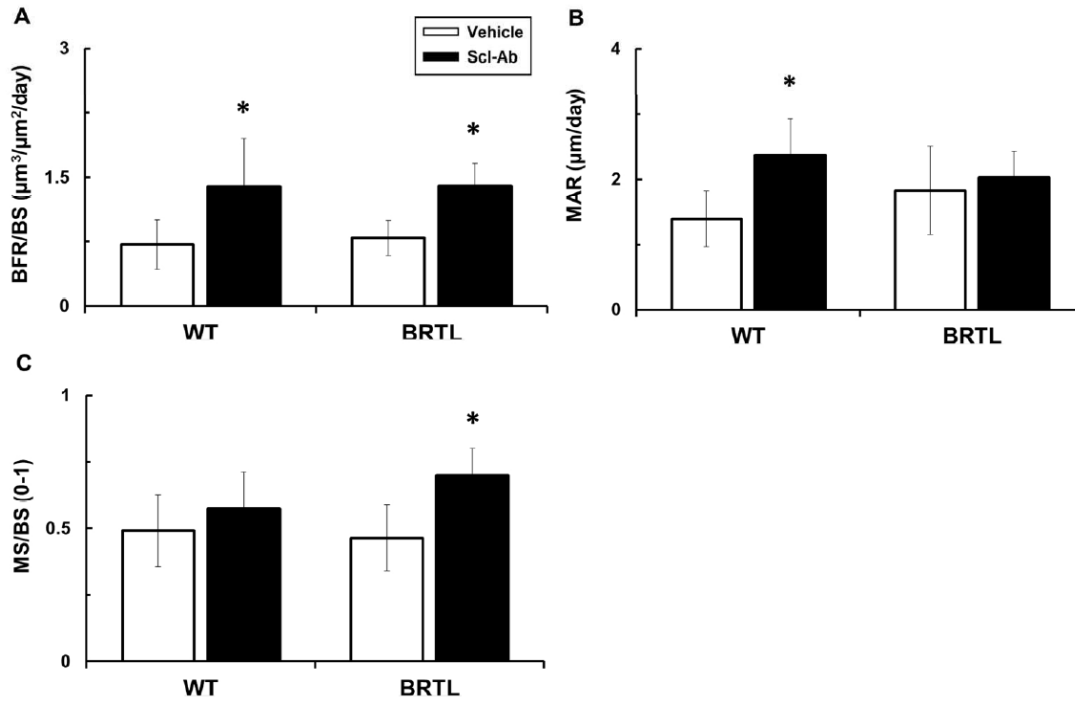 A
BFR/BS (µm³/µm²/day)
3
1.5
0
Vehicle
Scl-Ab
*
*
WT
BRTL
B
MAR (µm/day)
4
2
0
*
WT
BRTL
C
MS/BS (0-1)
1
0.5
0
*
WT
BRTL